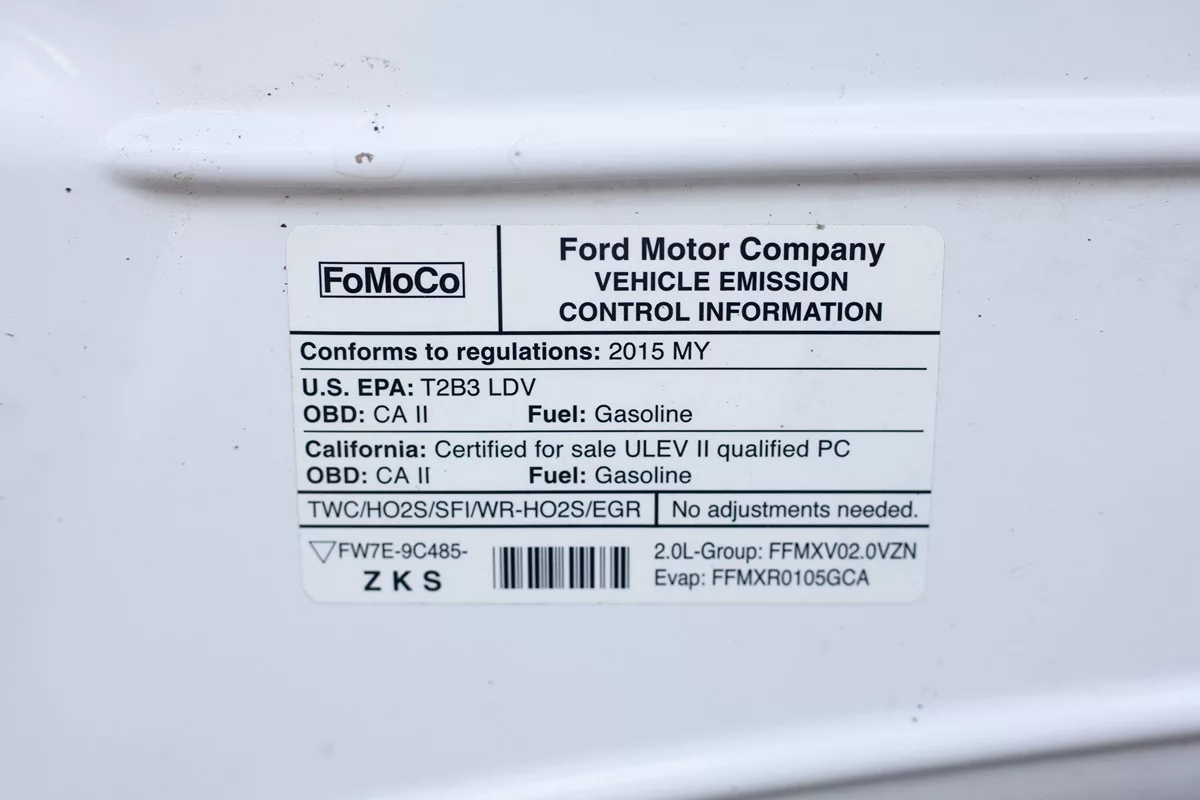 FoMoCo
Ford Motor Company
VEHICLE EMISSION
CONTROL INFORMATION
Conforms to regulations: 2015 MY
U.S. EPA: T2B3 LDV
OBD: CA II Fuel: Gasoline
California: Certified for sale ULEV II qualified PC
OBD: CA II Fuel: Gasoline
TWC/HO2S/SFI/WR-HO2S/EGR No adjustments needed.
FW7E-9C485- 2.0L-Group: FFMXV02.0VZN
Z K S Evap: FFMXR0105GCA